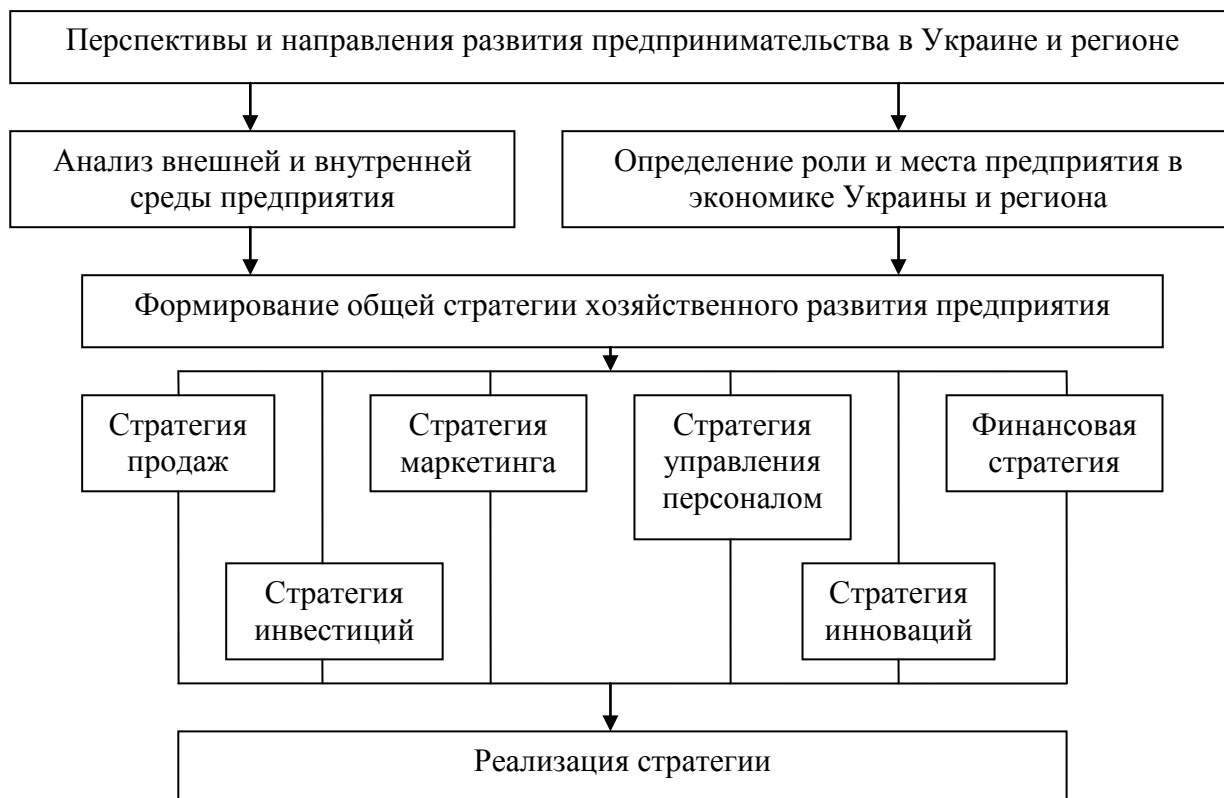 Перспективы и направления развития предпринимательства в Украине и регионе
Анализ внешней и внутренней
среды предприятия
Определение роли и места предприятия в
экономике Украины и региона
Формирование общей стратегии хозяйственного развития предприятия
Стратегия
продаж
Стратегия
маркетинга
Стратегия
управления
персоналом
Финансовая
стратегия
Стратегия
инвестиций
Стратегия
инноваций
Реализация стратегии